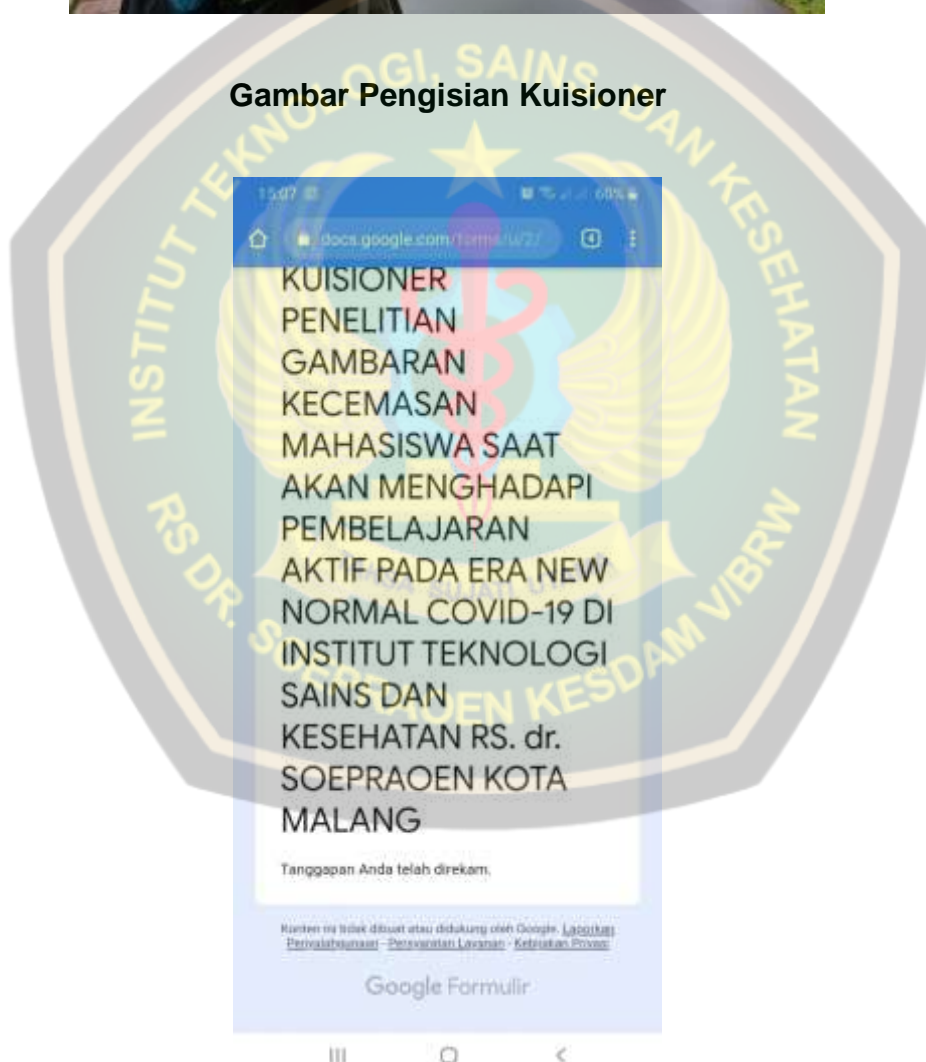 Gambar Pengisian Kuisioner
INSTITUT TEKNOLOGI, SAINS, DAN KESEHATAN
RS DR. SOEPRAOEN KESDAM V/BRW
15:07
60%
docs.google.com/forms/u/2/
4
KUISIONER
PENELITIAN
GAMBARAN
KECEMASAN
MAHASISWA SAAT
AKAN MENGHADAPI
PEMBELAJARAN
AKTIF PADA ERA NEW
NORMAL COVID-19 DI
INSTITUT TEKNOLOGI
SAINS DAN
KESEHATAN RS. dr.
SOEPRAOEN KOTA
MALANG
Tanggapan Anda telah direkam.
Konten ini tidak dibuat atau didukung oleh Google. Laporkan
Penyalahgunaan - Persyaratan Layanan - Kebijakan Privasi
Google Formulir